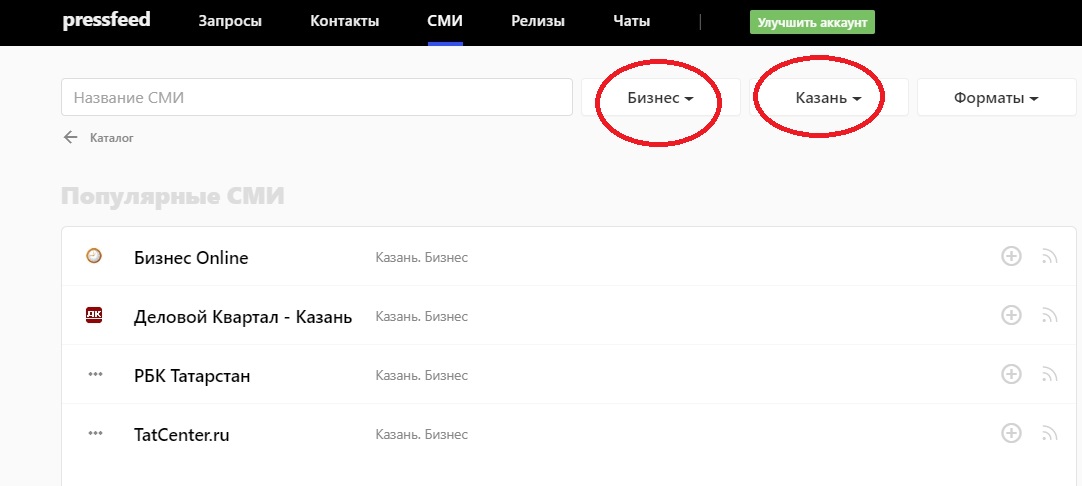 pressfeed Запросы Контакты СМИ Релизы Чаты Улучшить аккаунт
Название СМИ Бизнес Казань Форматы
Каталог
Популярные СМИ
Бизнес Online Казань. Бизнес
ДК Деловой Квартал - Казань Казань. Бизнес
РБК Татарстан Казань. Бизнес
TatCenter.ru Казань. Бизнес